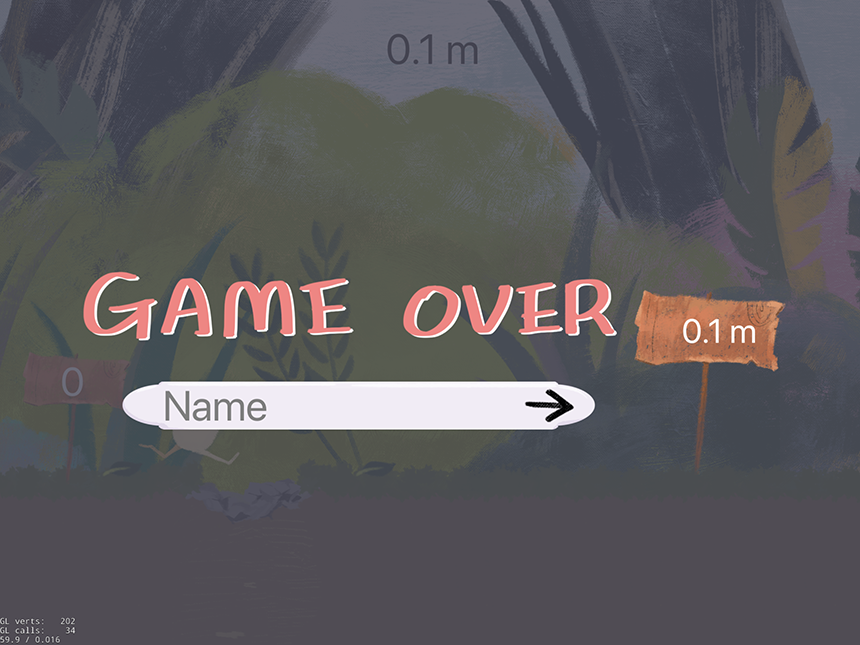 0.1 m
GAME OVER
0.1 m
0
Name
GL verts: 202
GL calls: 34
59.9 / 0.016